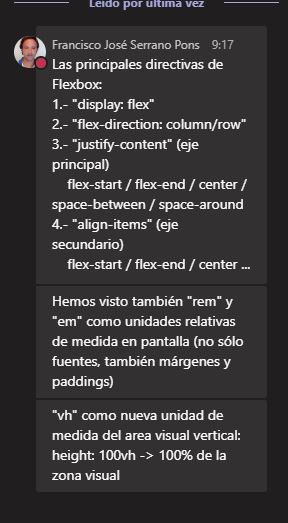 Leído por última vez
Francisco José Serrano Pons 9:17
Las principales directivas de
Flexbox:
1.- "display: flex"
2.- "flex-direction: column/row"
3.- "justify-content" (eje
principal)
flex-start / flex-end / center /
space-between / space-around
4.- "align-items" (eje
secundario)
flex-start / flex-end / center ...
Hemos visto también "rem" y
"em" como unidades relativas
de medida en pantalla (no sólo
fuentes, también márgenes y
paddings)
"vh" como nueva unidad de
medida del area visual vertical:
height: 100vh -> 100% de la
zona visual